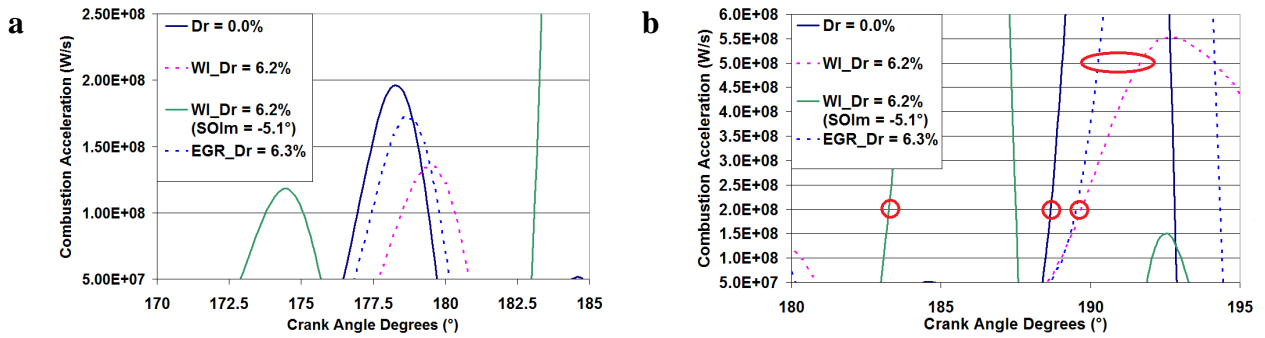 a
Combustion Acceleration (W/s)
2.50E+08
2.00E+08
1.50E+08
1.00E+08
5.00E+07
Dr = 0.0%
WI_Dr = 6.2%
WI_Dr = 6.2%
(SOIm = -5.1°)
EGR_Dr = 6.3%
170 172.5 175 177.5 180 182.5 185
Crank Angle Degrees (°)
b
Combustion Acceleration (W/s)
6.0E+08
5.5E+08
5.0E+08
4.5E+08
4.0E+08
3.5E+08
3.0E+08
2.5E+08
2.0E+08
1.5E+08
1.0E+08
5.0E+07
Dr = 0.0%
WI_Dr = 6.2%
WI_Dr = 6.2%
(SOIm = -5.1°)
EGR_Dr = 6.3%
180 185 190 195
Crank Angle Degrees (°)